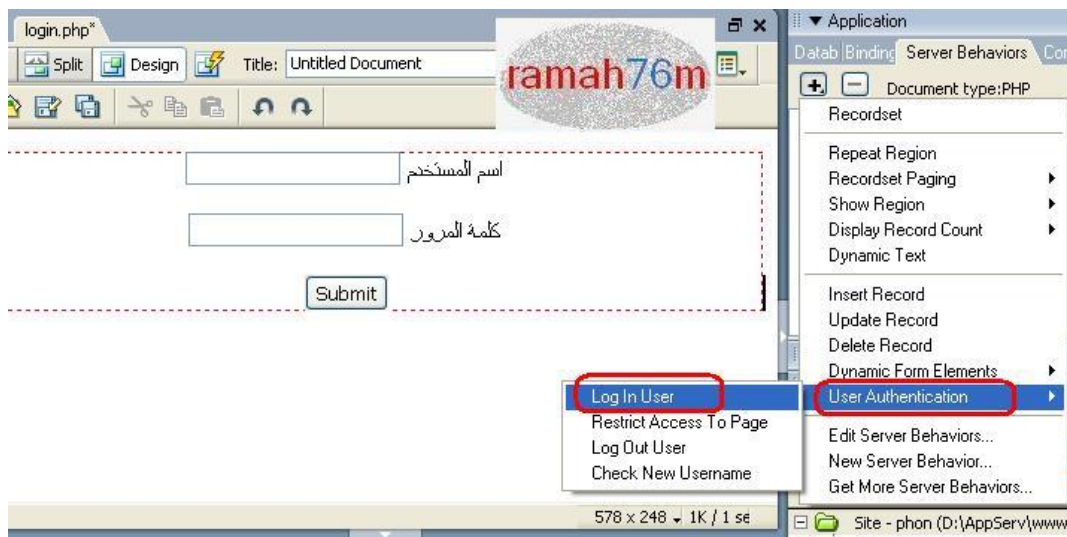 login.php*
Split Design Title: Untitled Document
ramah76m
اسم المستخدم
كلمة المرور
Submit
578 x 248 1K / 1 se
Application
Datab Binding Server Behaviors Cor
Document type:PHP
Recordset
Repeat Region
Recordset Paging
Show Region
Display Record Count
Dynamic Text
Insert Record
Update Record
Delete Record
Dynamic Form Elements
User Authentication
Log In User
Restrict Access To Page
Log Out User
Check New Username
Edit Server Behaviors...
New Server Behavior...
Get More Server Behaviors...
Site - phon (D:\AppServ\www